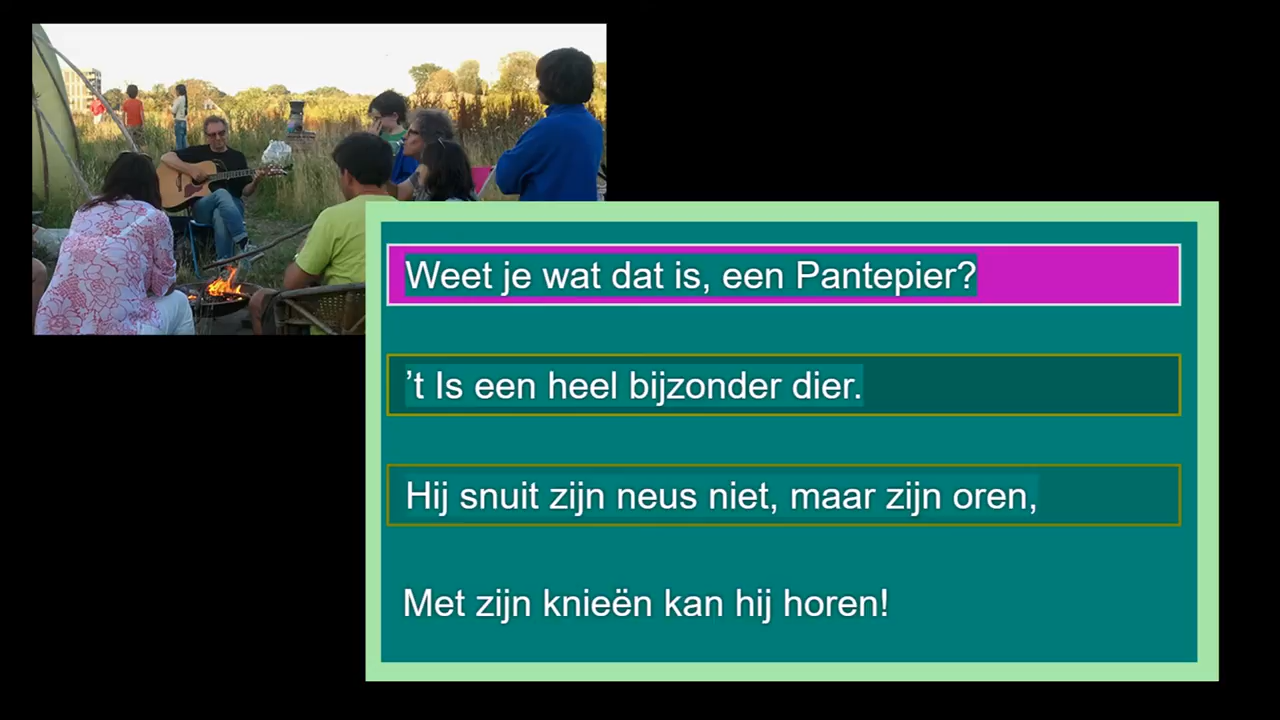 Weet je wat dat is, een Pantepier?
’t Is een heel bijzonder dier.
Hij snuit zijn neus niet, maar zijn oren,
Met zijn knieën kan hij horen!